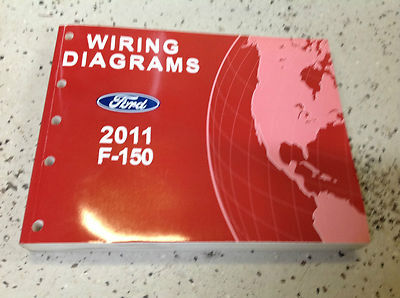 WIRING
DIAGRAMS
Ford
2011
F-150